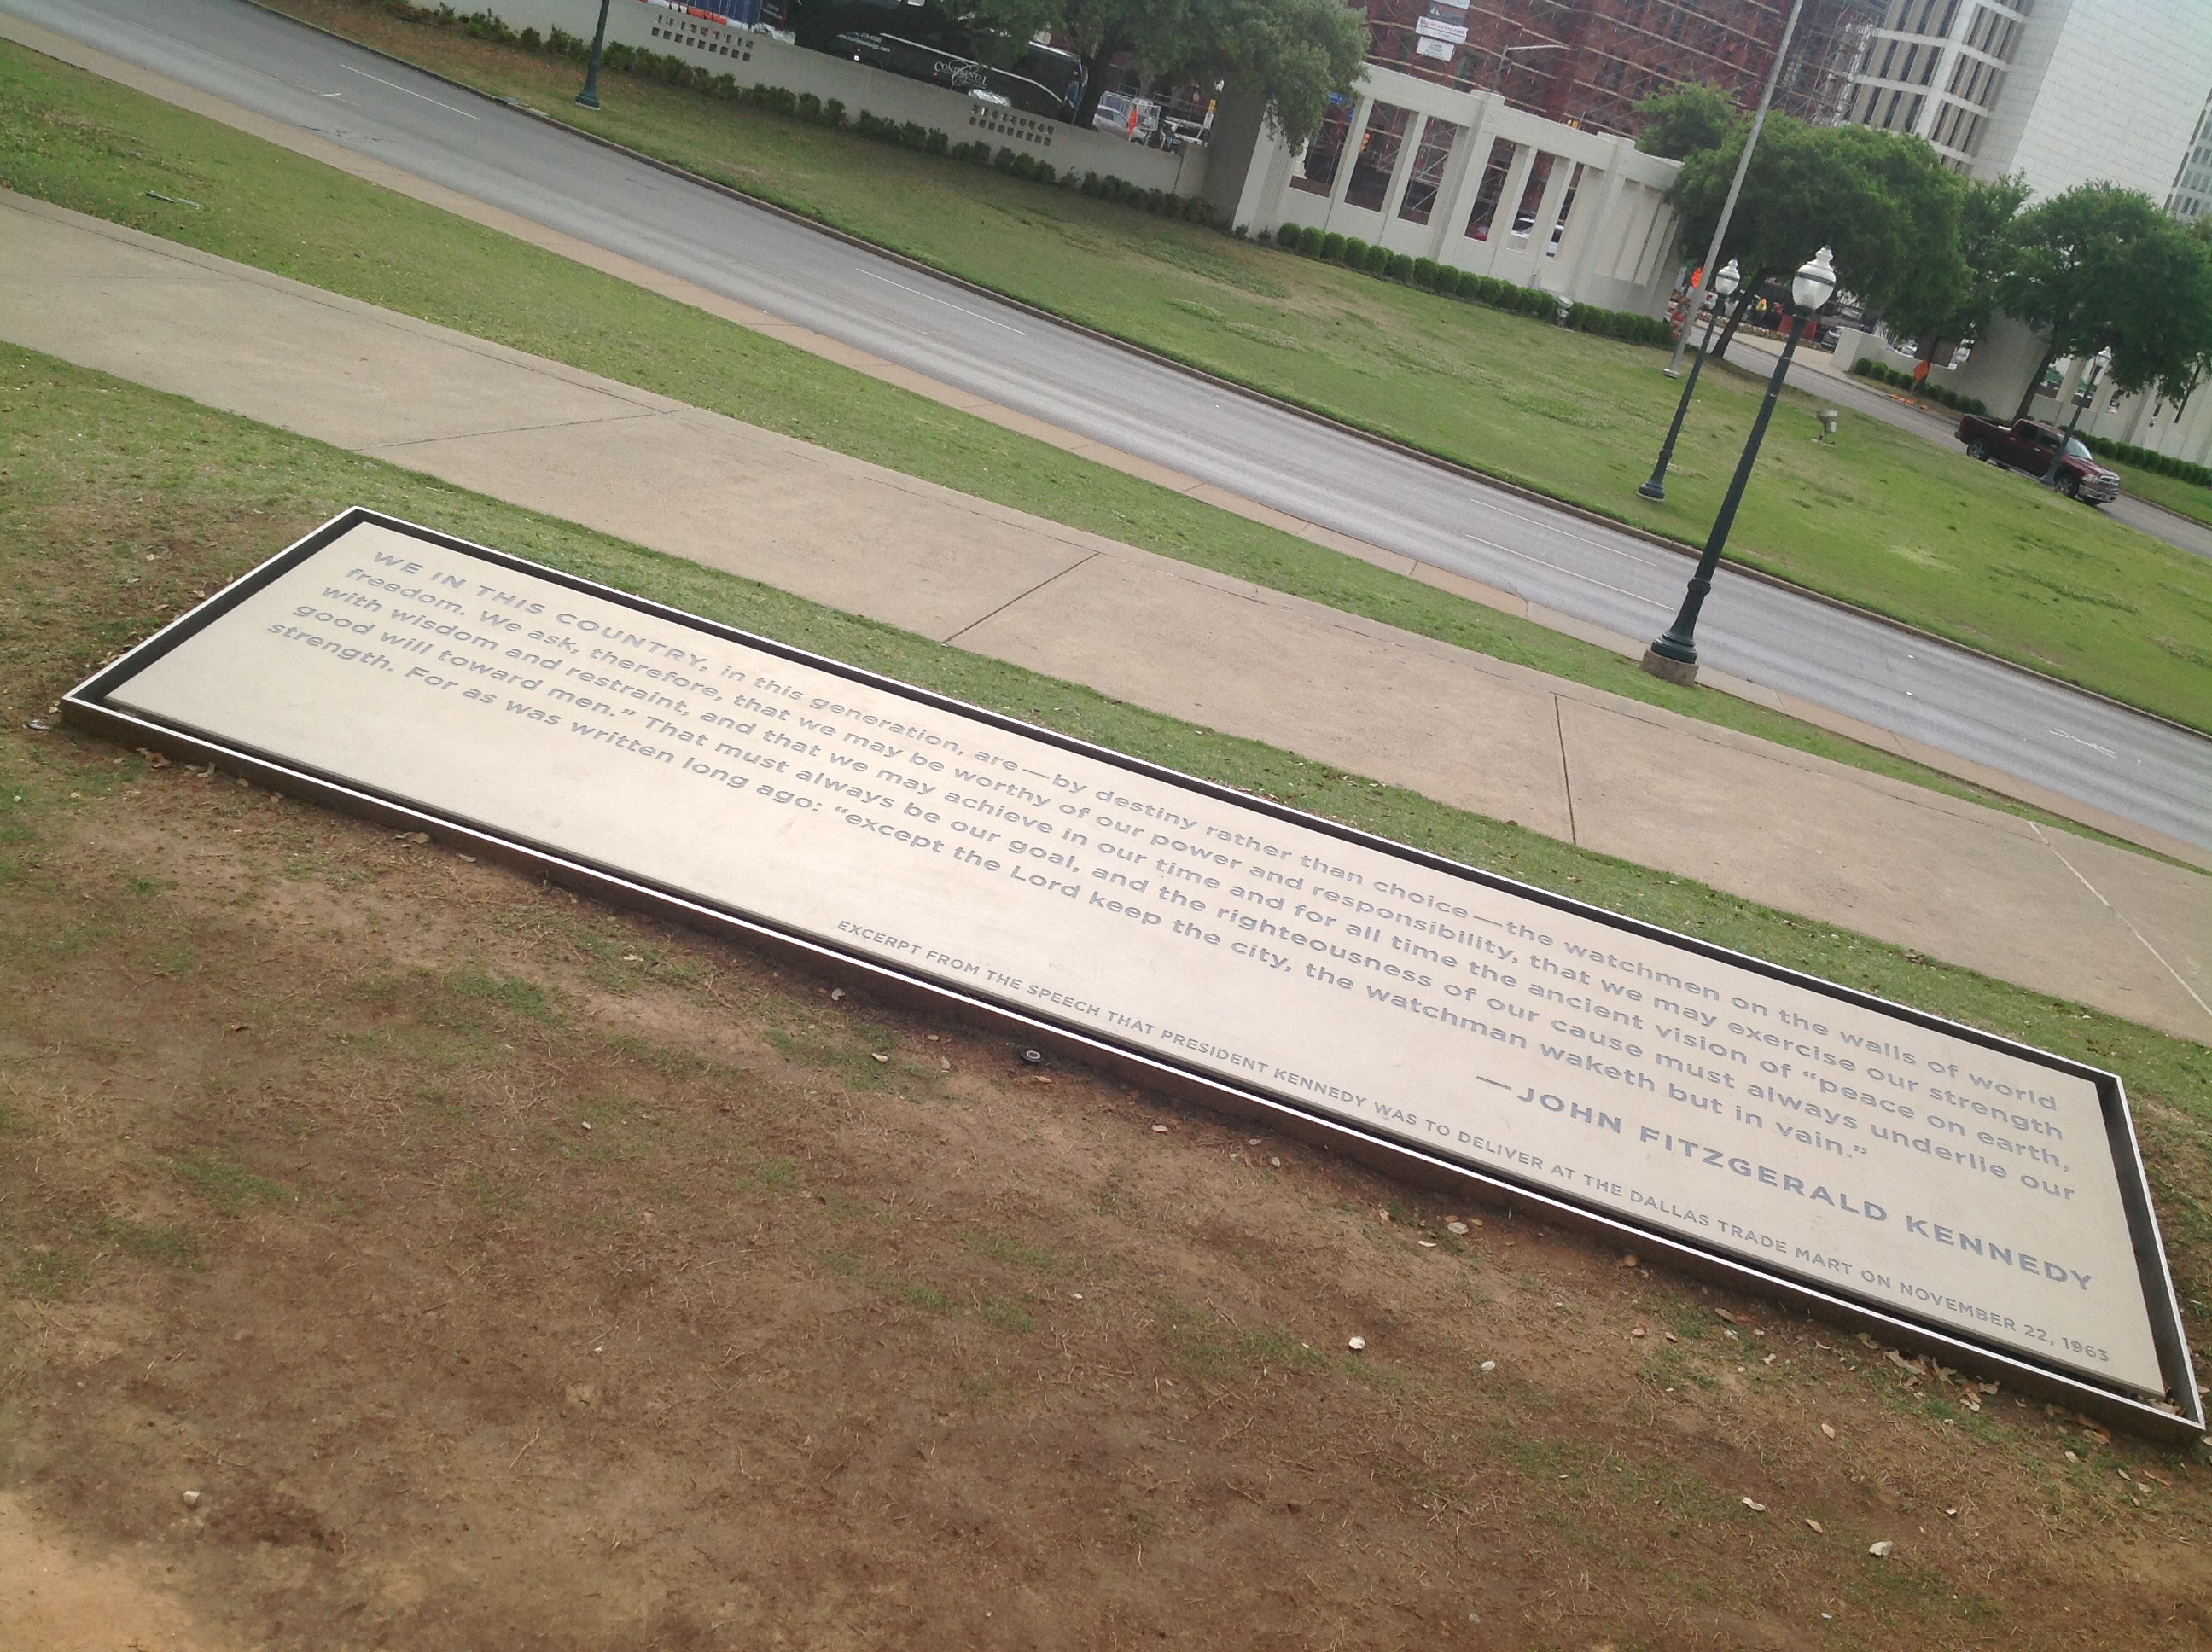 CONTINENTAL
WE IN THIS COUNTRY, in this generation, are—by destiny rather than choice—the watchmen on the walls of world
freedom. We ask, therefore, that we may be worthy of our power and responsibility, that we may exercise our strength
with wisdom and restraint, and that we may achieve in our time and for all time the ancient vision of “peace on earth,
good will toward men.” That must always be our goal, and the righteousness of our cause must always underlie our
strength. For as was written long ago: “except the Lord keep the city, the watchman waketh but in vain.”
—JOHN FITZGERALD KENNEDY
EXCERPT FROM THE SPEECH THAT PRESIDENT KENNEDY WAS TO DELIVER AT THE DALLAS TRADE MART ON NOVEMBER 22, 1963